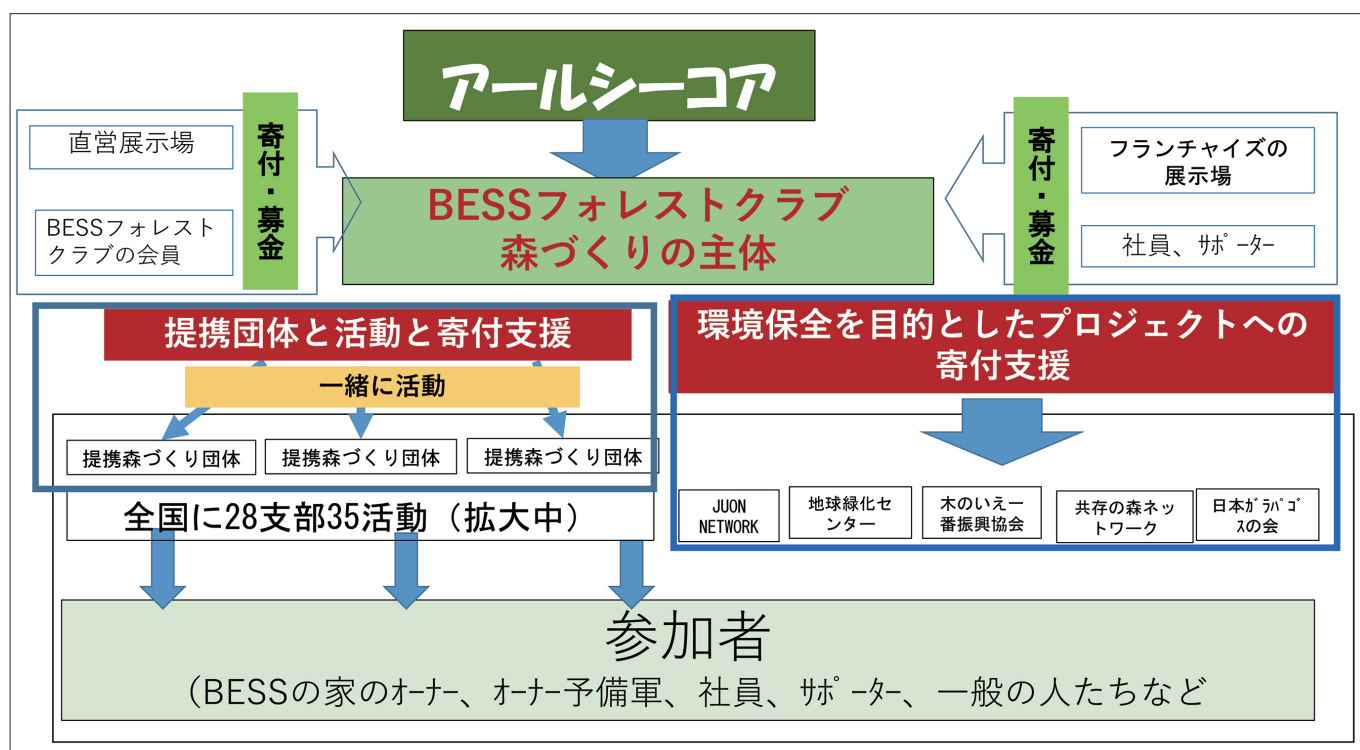 アールシーコア
寄付・募金
直営展示場
BESSフォレスト
クラブの会員
BESSフォレストクラブ
森づくりの主体
寄付・募金
フランチャイズの
展示場
社員、ｻﾎﾟｰﾀｰ
提携団体と活動と寄付支援
一緒に活動
提携森づくり団体
提携森づくり団体
提携森づくり団体
全国に28支部35活動（拡大中）
環境保全を目的としたプロジェクトへの
寄付支援
JUON
NETWORK
地球緑化セ
ンター
木のいえ一
番振興協会
共存の森ネッ
トワーク
日本ｶﾞﾗﾊﾟｺﾞ
スの会
参加者
（BESSの家のｵｰﾅｰ、ｵｰﾅｰ予備軍、社員、ｻﾎﾟｰﾀｰ、一般の人たちなど